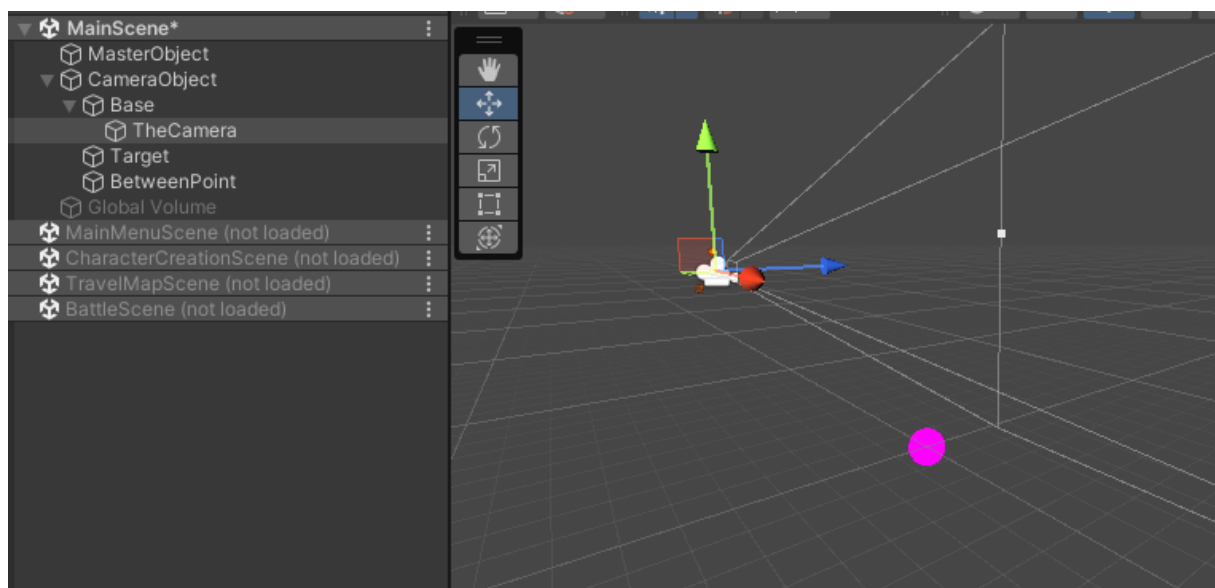 MainScene*
MasterObject
CameraObject
Base
TheCamera
Target
BetweenPoint
Global Volume
MainMenuScene (not loaded)
CharacterCreationScene (not loaded)
TravelMapScene (not loaded)
BattleScene (not loaded)